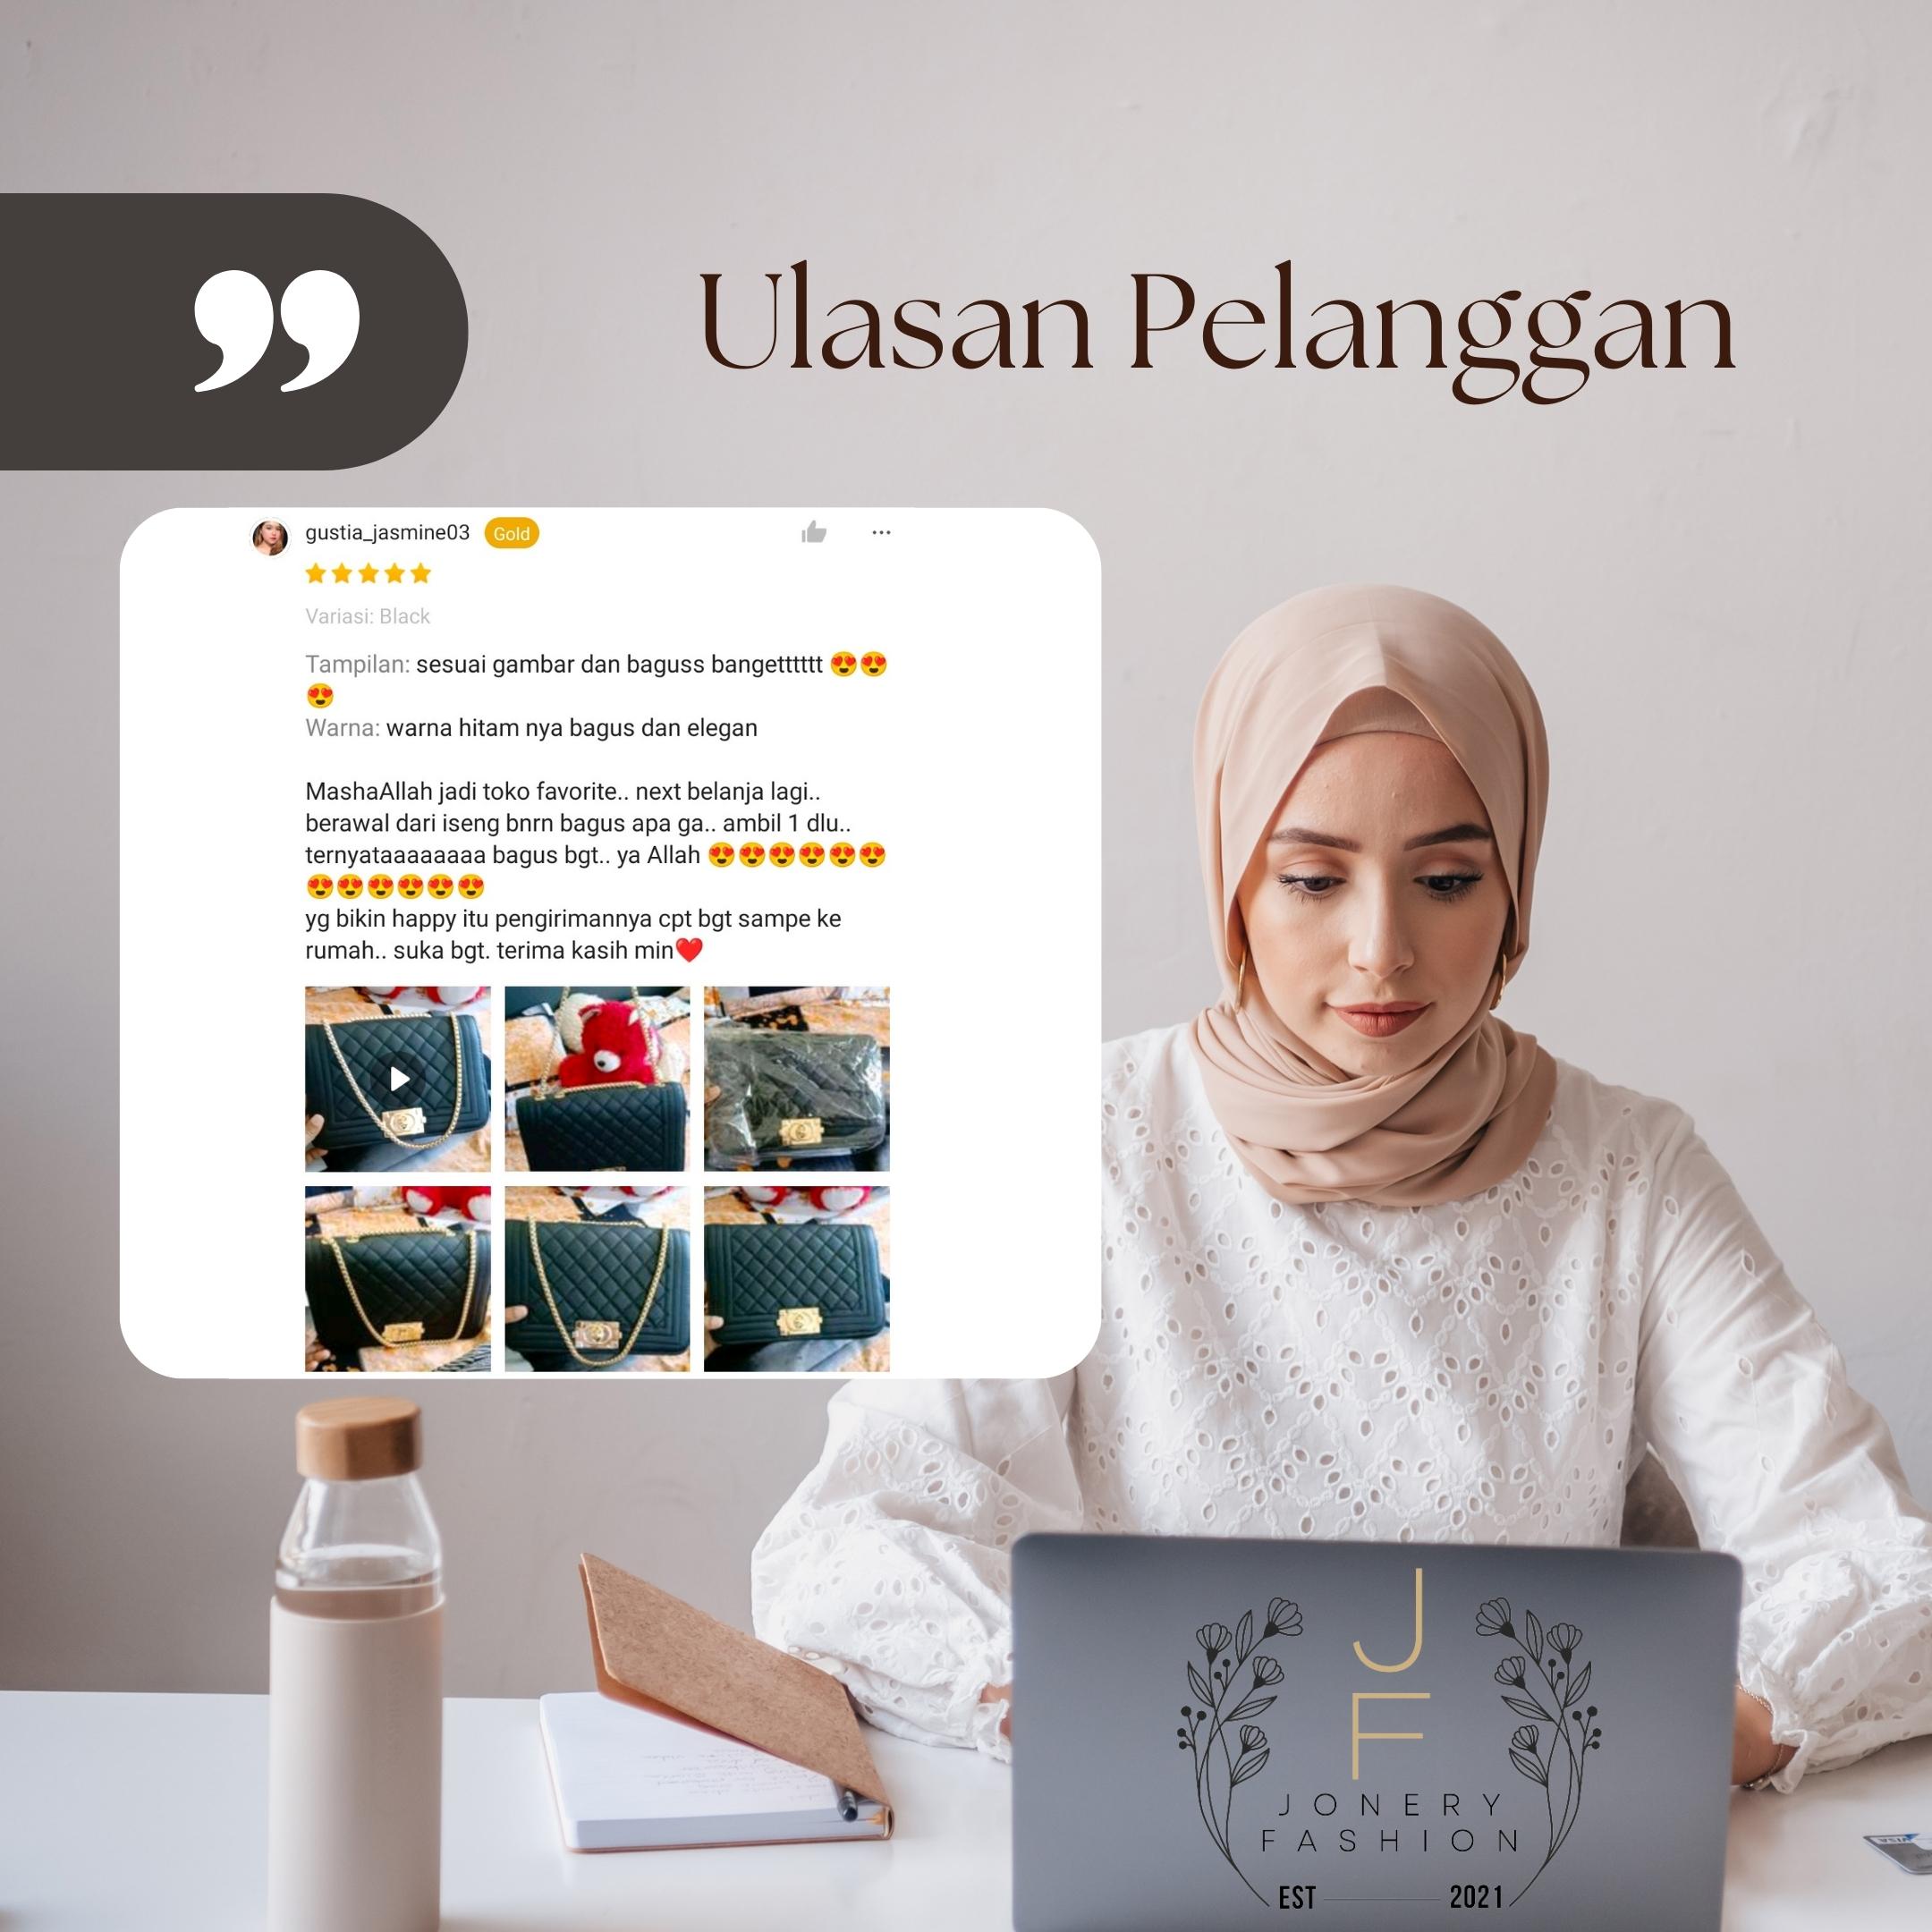 Ulasan Pelanggan
gustia_jasmine03 Gold
Variasi: Black
Tampilan: sesuai gambar dan baguss bangetttttt 😍😍
😍
Warna: warna hitam nya bagus dan elegan
MashaAllah jadi toko favorite.. next belanja lagi..
berawal dari iseng bnrn bagus apa ga.. ambil 1 dlu..
ternyataaaaaaaa bagus bgt.. ya Allah 😍😍😍😍😍😍
😍😍😍😍😍😍
yg bikin happy itu pengirimannya cpt bgt sampe ke
rumah.. suka bgt. terima kasih min❤️
J
F
JONERY
FASHION
EST 2021
VISA